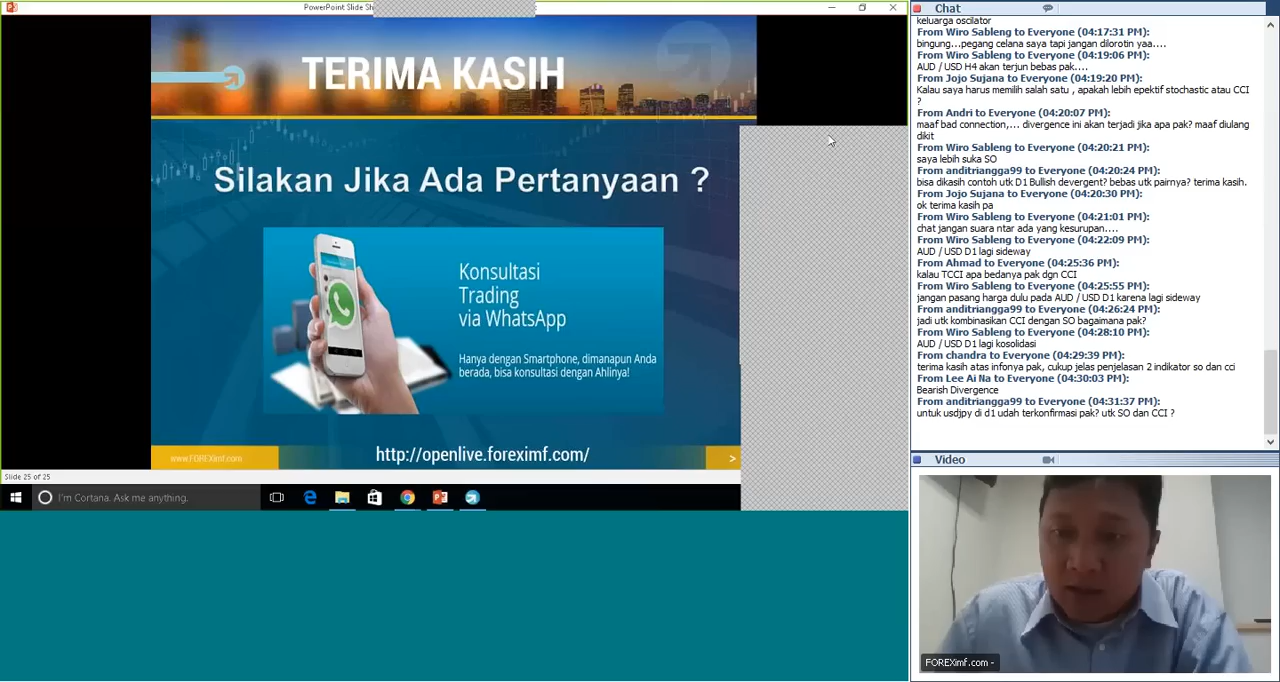 PowerPoint Slide Sh
TERIMA KASIH
Silakan Jika Ada Pertanyaan ?
Konsultasi
Trading
via WhatsApp
Hanya dengan Smartphone, dimanapun Anda
berada, bisa konsultasi dengan Ahlinya!
www.FOREXimf.com
http://openlive.foreximf.com/
>
Slide 25 of 25
I'm Cortana. Ask me anything.
Chat
keluarga oscilator
From Wiro Sableng to Everyone (04:17:31 PM):
bingung...pegang celana saya tapi jangan dilorotin yaa....
From Wiro Sableng to Everyone (04:19:06 PM):
AUD / USD H4 akan terjun bebas pak....
From Jojo Sujana to Everyone (04:19:20 PM):
Kalau saya harus memilih salah satu , apakah lebih epektif stochastic atau CCI
?
From Andri to Everyone (04:20:07 PM):
maaf bad connection,... divergence ini akan terjadi jika apa pak? maaf diulang
dikit
From Wiro Sableng to Everyone (04:20:21 PM):
saya lebih suka SO
From anditriangga99 to Everyone (04:20:24 PM):
bisa dikasih contoh utk D1 Bullish devergent? bebas utk pairnya? terima kasih.
From Jojo Sujana to Everyone (04:20:30 PM):
ok terima kasih pa
From Wiro Sableng to Everyone (04:21:01 PM):
chat jangan suara ntar ada yang kesurupan....
From Wiro Sableng to Everyone (04:22:09 PM):
AUD / USD D1 lagi sideway
From Ahmad to Everyone (04:25:36 PM):
kalau TCCI apa bedanya pak dgn CCI
From Wiro Sableng to Everyone (04:25:55 PM):
jangan pasang harga dulu pada AUD / USD D1 karena lagi sideway
From anditriangga99 to Everyone (04:26:24 PM):
jadi utk kombinasikan CCI dengan SO bagaimana pak?
From Wiro Sableng to Everyone (04:28:10 PM):
AUD / USD D1 lagi kosolidasi
From chandra to Everyone (04:29:39 PM):
terima kasih atas infonya pak, cukup jelas penjelasan 2 indikator so dan cci
From Lee Ai Na to Everyone (04:30:03 PM):
Bearish Divergence
From anditriangga99 to Everyone (04:31:37 PM):
untuk usdjpy di d1 udah terkonfirmasi pak? utk SO dan CCI ?
Video
FOREXimf.com -